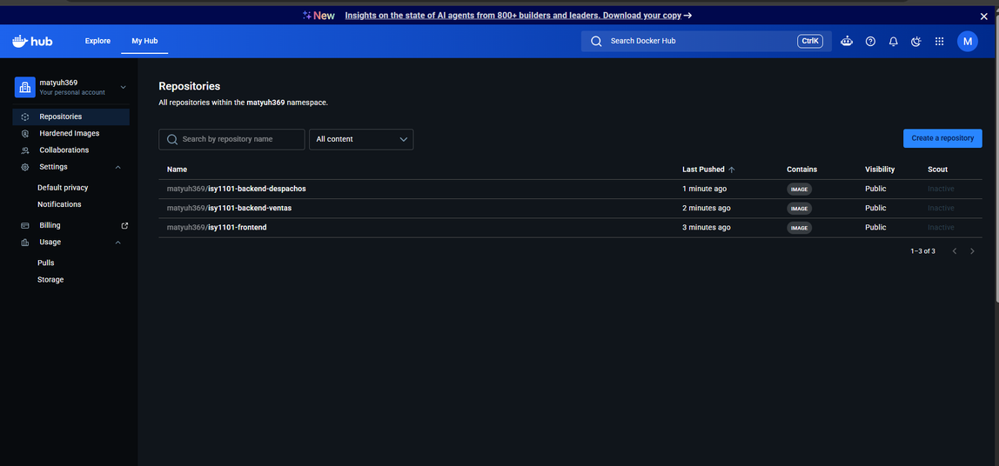 New Insights on the state of AI agents from 800+ builders and leaders. Download your copy →
hub Explore My Hub Search Docker Hub CtrlK M
matyuh369
Your personal account
Repositories
Hardened Images
Collaborations
Settings
Default privacy
Notifications
Billing
Usage
Pulls
Storage
Repositories
All repositories within the matyuh369 namespace.
Search by repository name All content Create a repository
Name Last Pushed Contains Visibility Scout
matyuh369/isy1101-backend-despachos 1 minute ago IMAGE Public Inactive
matyuh369/isy1101-backend-ventas 2 minutes ago IMAGE Public Inactive
matyuh369/isy1101-frontend 3 minutes ago IMAGE Public Inactive
1–3 of 3